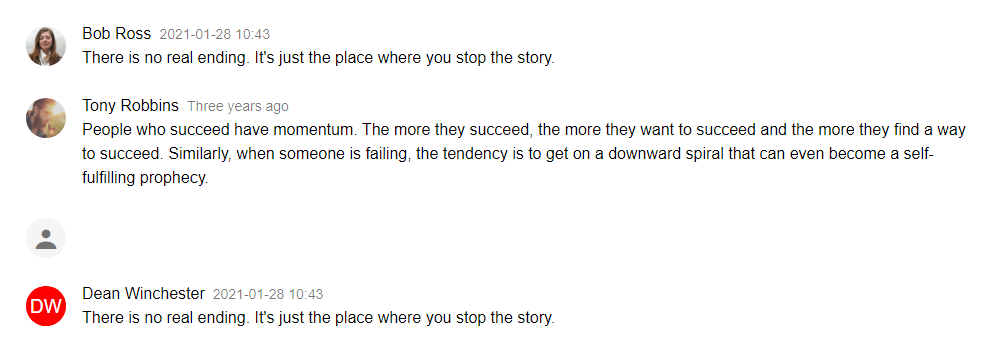 Bob Ross 2021-01-28 10:43
There is no real ending. It's just the place where you stop the story.
Tony Robbins Three years ago
People who succeed have momentum. The more they succeed, the more they want to succeed and the more they find a way
to succeed. Similarly, when someone is failing, the tendency is to get on a downward spiral that can even become a self-
fulfilling prophecy.
DW Dean Winchester 2021-01-28 10:43
There is no real ending. It's just the place where you stop the story.